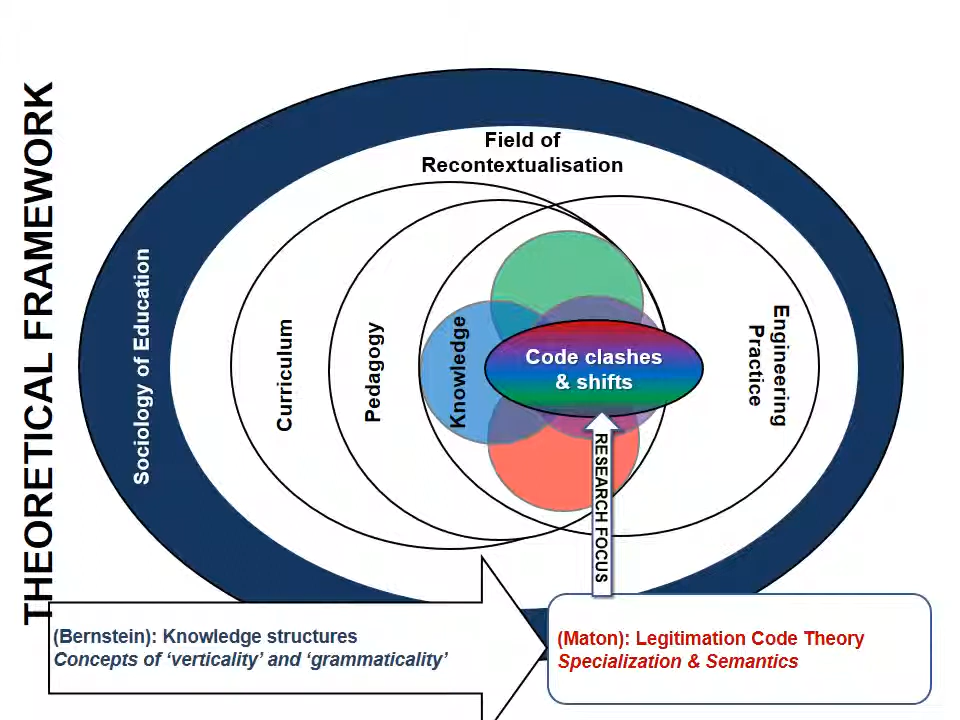 THEORETICAL FRAMEWORK
Field of
Recontextualisation
Sociology of Education
Curriculum
Pedagogy
Knowledge
Code clashes
& shifts
Engineering
Practice
RESEARCH FOCUS
(Bernstein): Knowledge structures
Concepts of ‘verticality’ and ‘grammaticality’
(Maton): Legitimation Code Theory
Specialization & Semantics